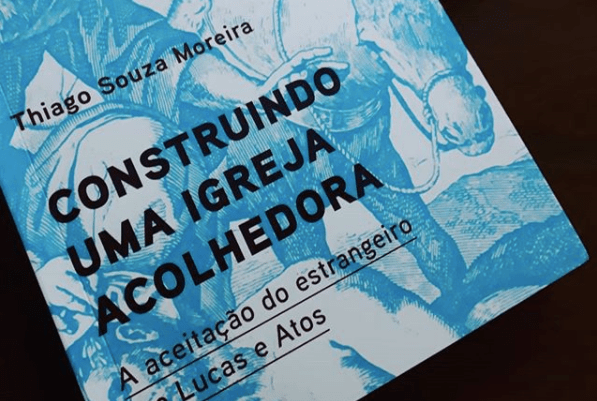 Thiago Souza Moreira
CONSTRUINDO
UMA IGREJA
ACOLHEDORA
A aceitação do estrangeiro
Lucas e Atos